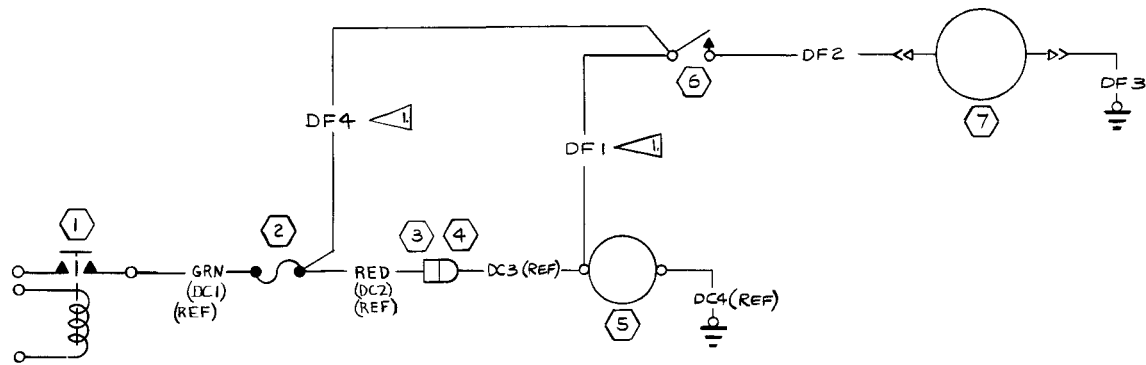 DF2
7
DF3
6
DF4
1.
DF1
1.
1
2
3
4
GRN
(DC1)
(REF)
RED
(DC2)
(REF)
DC3 (REF)
5
DC4 (REF)